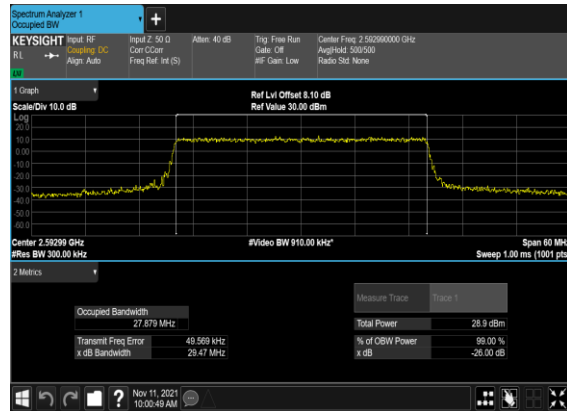 Spectrum Analyzer 1
Occupied BW
+
KEYSIGHT Input: RF Input Z: 50 Ω Atten: 40 dB Trig: Free Run Center Freq: 2.592990000 GHz
R L Coupling: DC Corr CCorr Gate: Off Avg|Hold: 500/500
Align: Auto Freq Ref: Int (S) #IF Gain: Low Radio Std: None
1 Graph
Ref Lvl Offset 8.10 dB
Scale/Div 10.0 dB Ref Value 30.00 dBm
Log
20.0
10.0
0.00
-10.0
-20.0
-30.0
-40.0
-50.0
-60.0
Center 2.59299 GHz #Video BW 910.00 kHz* Span 60 MHz
#Res BW 300.00 kHz Sweep 1.00 ms (1001 pts
2 Metrics
Measure Trace Trace 1
Occupied Bandwidth
27.879 MHz
Total Power 28.9 dBm
Transmit Freq Error 49.569 kHz % of OBW Power 99.00 %
x dB Bandwidth 29.47 MHz x dB -26.00 dB
? Nov 11, 2021
10:00:49 AM